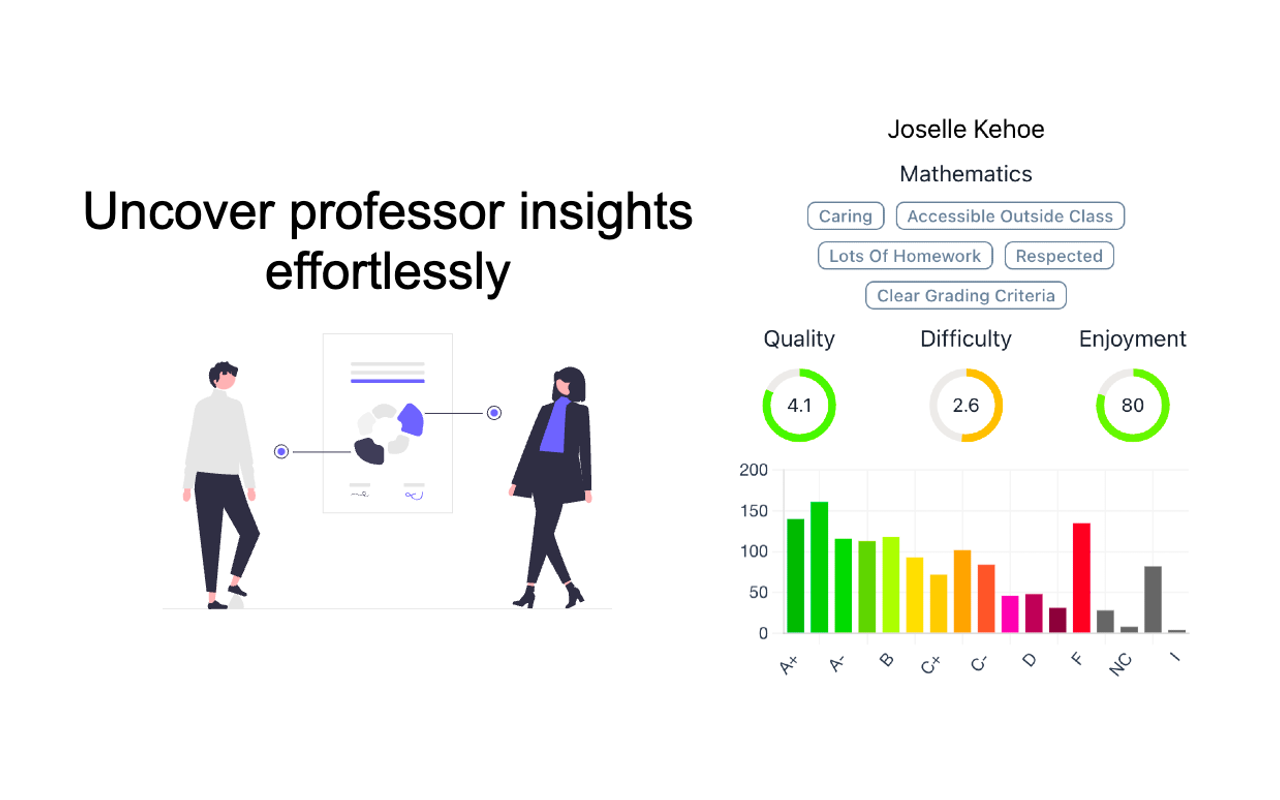 Uncover professor insights
effortlessly
Joselle Kehoe
Mathematics
Caring
Accessible Outside Class
Lots Of Homework
Respected
Clear Grading Criteria
Quality
Difficulty
Enjoyment
4.1
2.6
80
200
150
100
50
0
A+
A-
B
C+
C-
D
F
NC
I